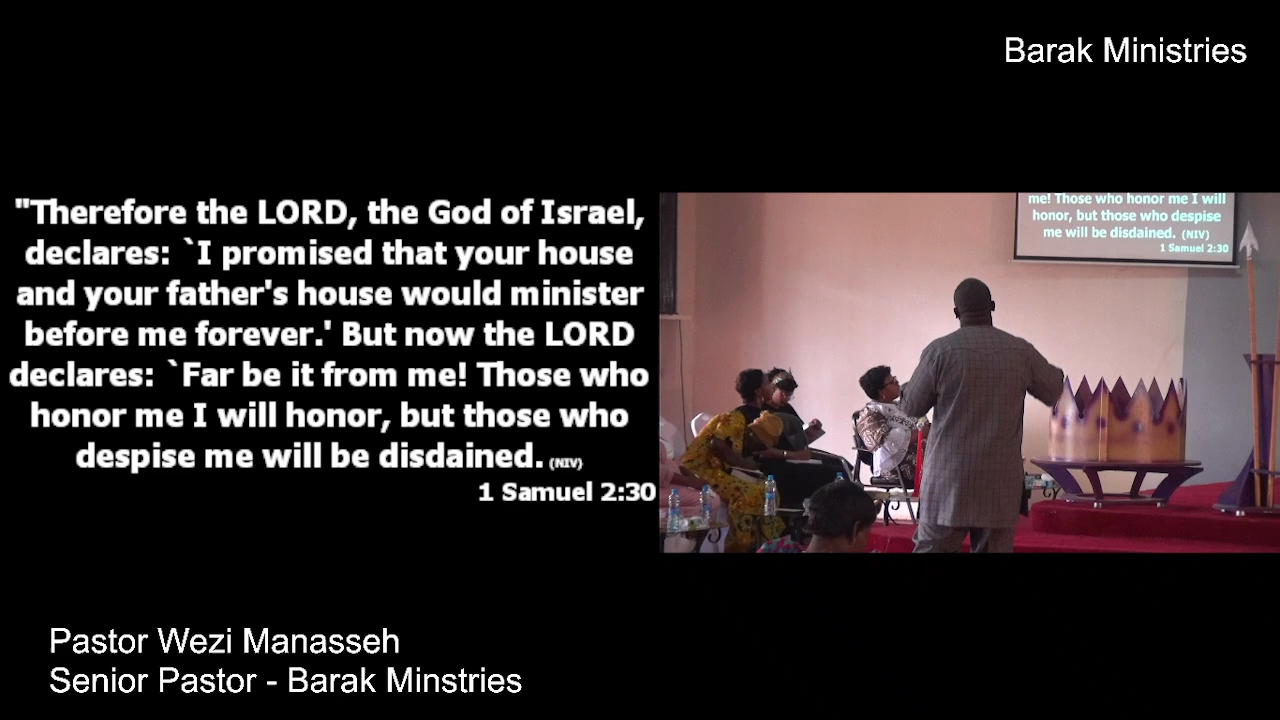 Barak Ministries
"Therefore the LORD, the God of Israel,
declares: `I promised that your house
and your father's house would minister
before me forever.' But now the LORD
declares: `Far be it from me! Those who
honor me I will honor, but those who
despise me will be disdained. (NIV)
1 Samuel 2:30
me! Those who honor me I will
honor, but those who despise
me will be disdained. (NIV)
1 Samuel 2:30
Pastor Wezi Manasseh
Senior Pastor - Barak Minstries